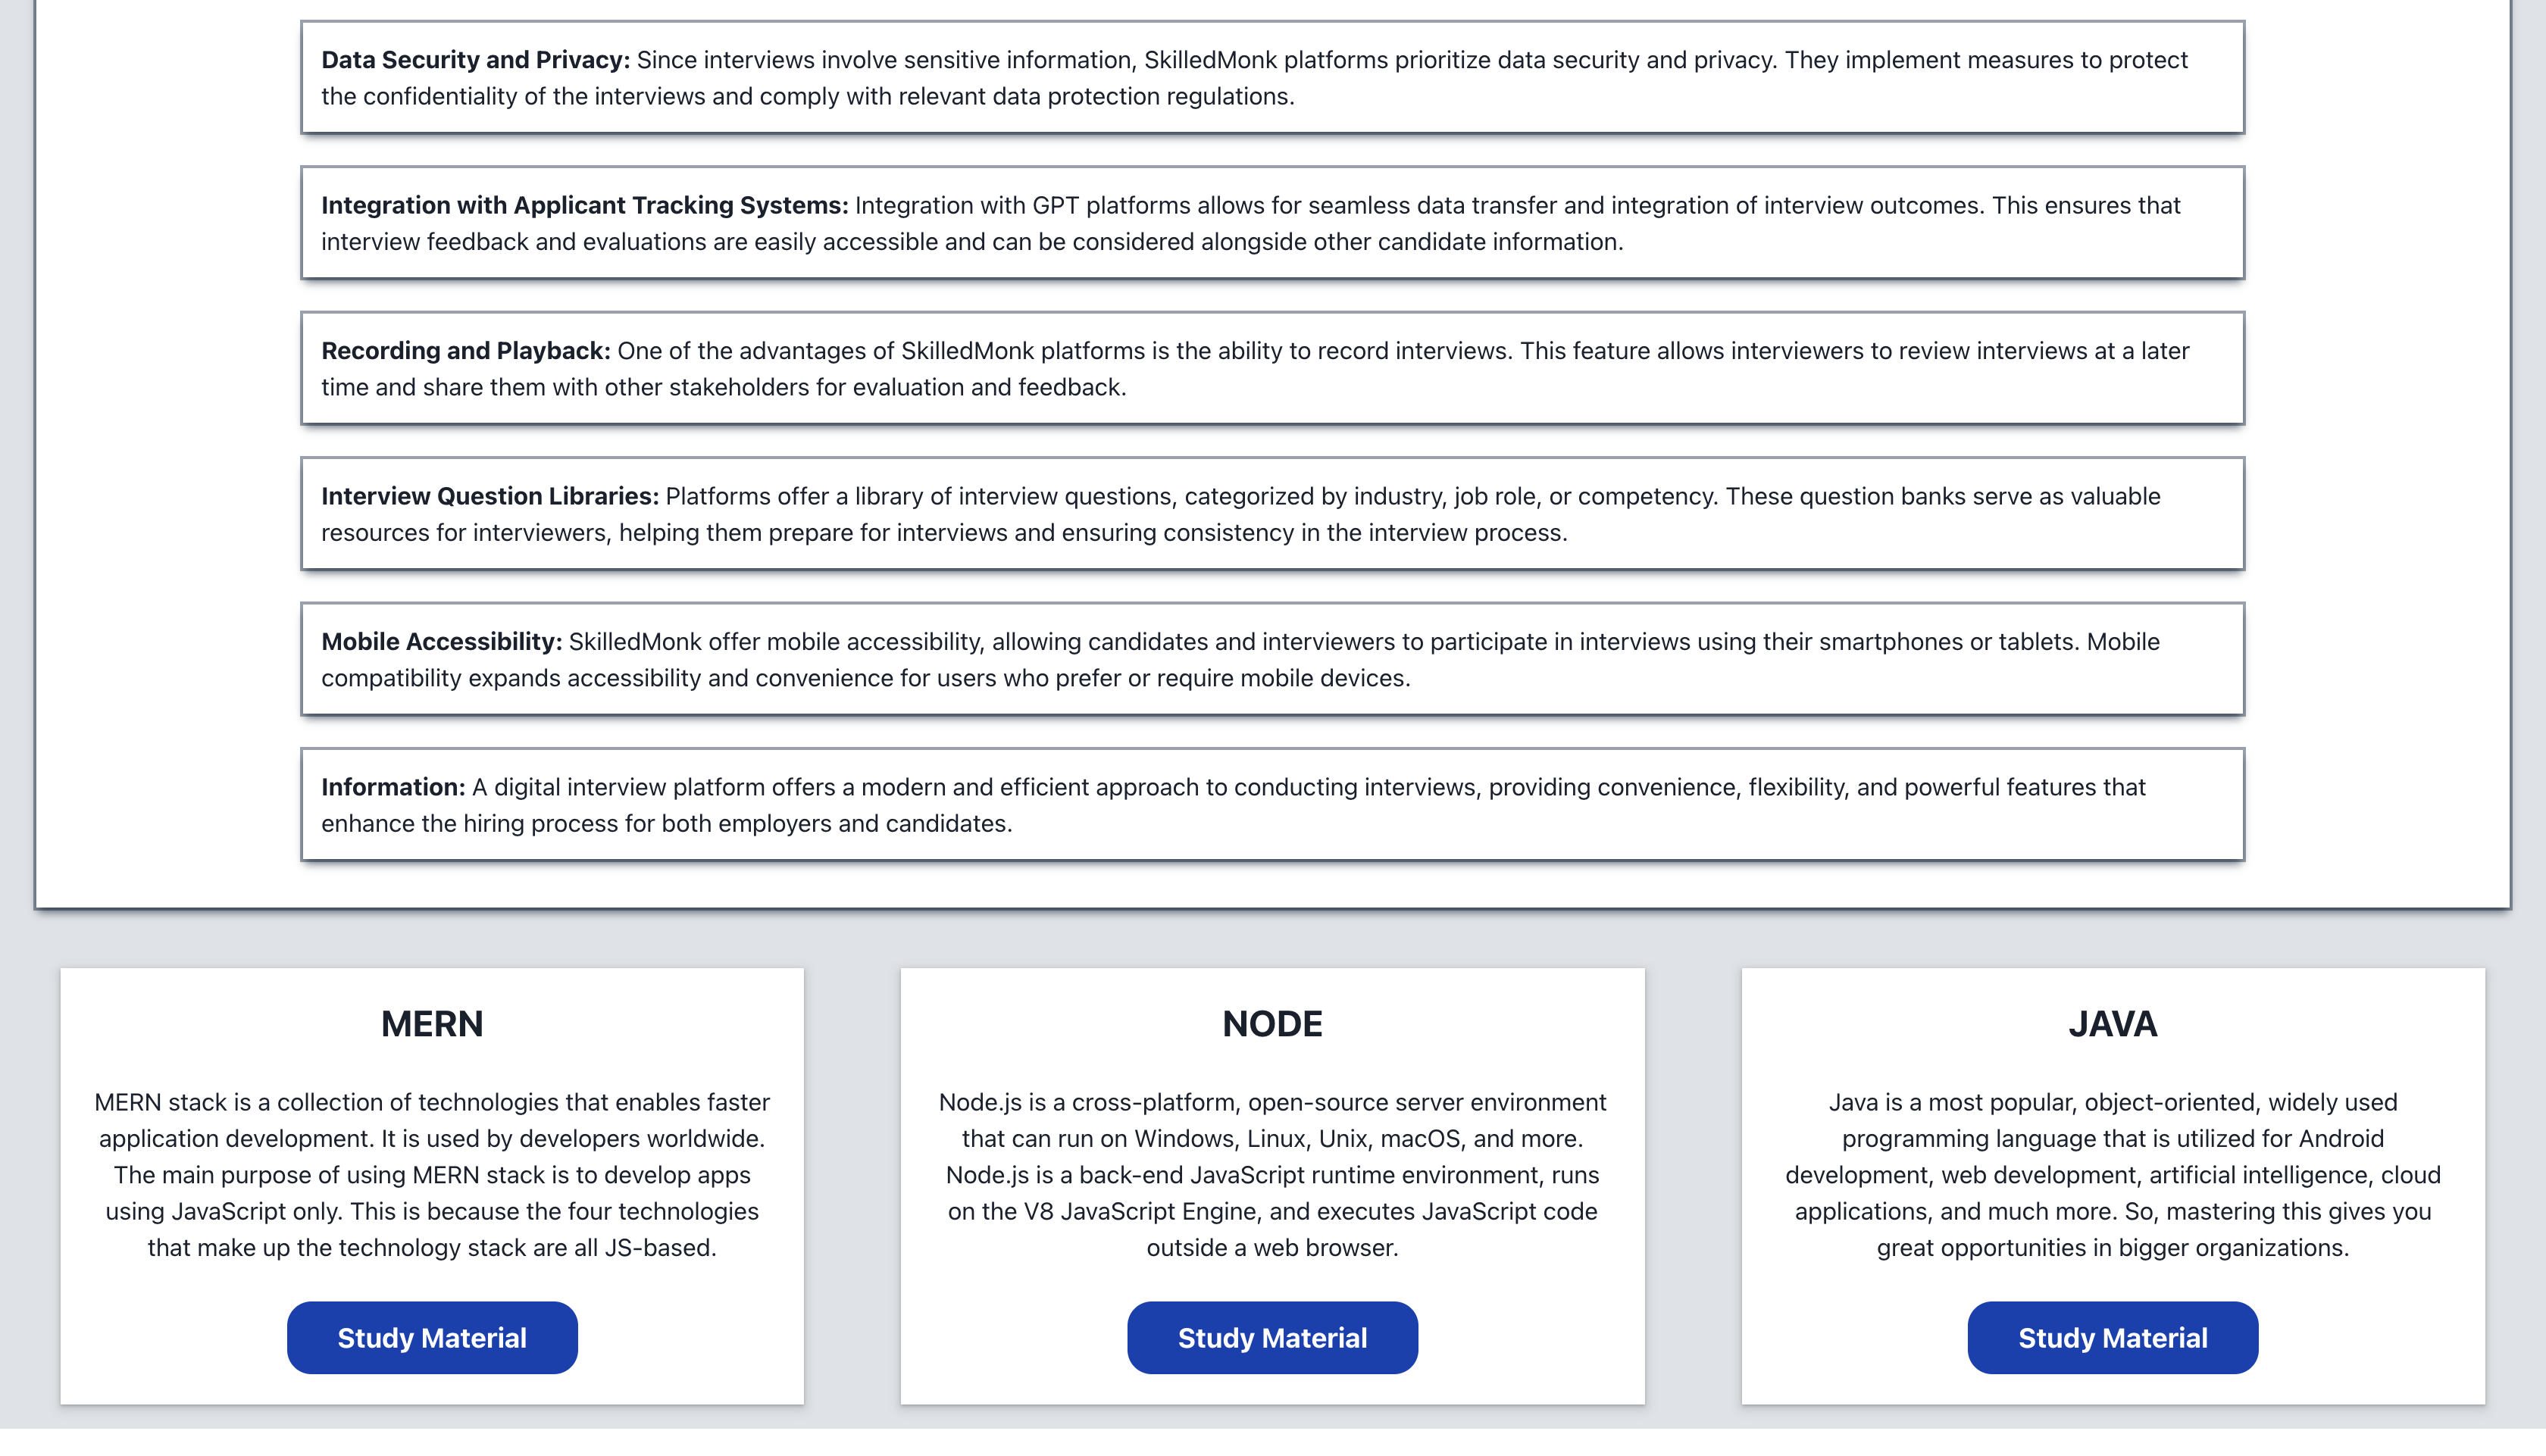 Data Security and Privacy: Since interviews involve sensitive information, SkilledMonk platforms prioritize data security and privacy. They implement measures to protect
the confidentiality of the interviews and comply with relevant data protection regulations.
Integration with Applicant Tracking Systems: Integration with GPT platforms allows for seamless data transfer and integration of interview outcomes. This ensures that
interview feedback and evaluations are easily accessible and can be considered alongside other candidate information.
Recording and Playback: One of the advantages of SkilledMonk platforms is the ability to record interviews. This feature allows interviewers to review interviews at a later
time and share them with other stakeholders for evaluation and feedback.
Interview Question Libraries: Platforms offer a library of interview questions, categorized by industry, job role, or competency. These question banks serve as valuable
resources for interviewers, helping them prepare for interviews and ensuring consistency in the interview process.
Mobile Accessibility: SkilledMonk offer mobile accessibility, allowing candidates and interviewers to participate in interviews using their smartphones or tablets. Mobile
compatibility expands accessibility and convenience for users who prefer or require mobile devices.
Information: A digital interview platform offers a modern and efficient approach to conducting interviews, providing convenience, flexibility, and powerful features that
enhance the hiring process for both employers and candidates.
MERN
MERN stack is a collection of technologies that enables faster
application development. It is used by developers worldwide.
The main purpose of using MERN stack is to develop apps
using JavaScript only. This is because the four technologies
that make up the technology stack are all JS-based.
Study Material
NODE
Node.js is a cross-platform, open-source server environment
that can run on Windows, Linux, Unix, macOS, and more.
Node.js is a back-end JavaScript runtime environment, runs
on the V8 JavaScript Engine, and executes JavaScript code
outside a web browser.
Study Material
JAVA
Java is a most popular, object-oriented, widely used
programming language that is utilized for Android
development, web development, artificial intelligence, cloud
applications, and much more. So, mastering this gives you
great opportunities in bigger organizations.
Study Material